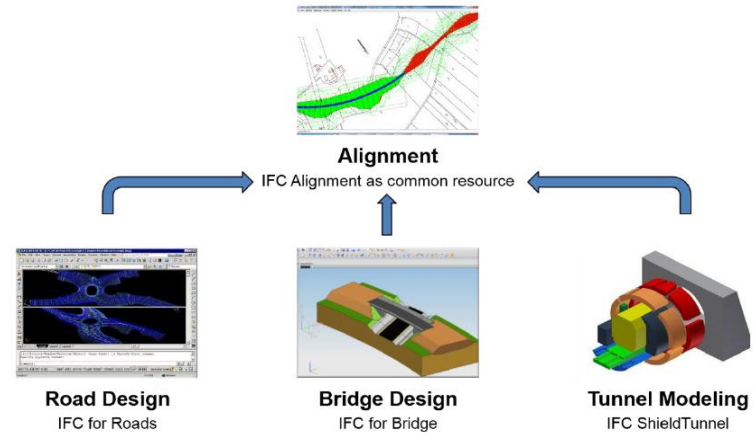 Alignment
IFC Alignment as common resource
Road Design
IFC for Roads
Bridge Design
IFC for Bridge
Tunnel Modeling
IFC ShieldTunnel